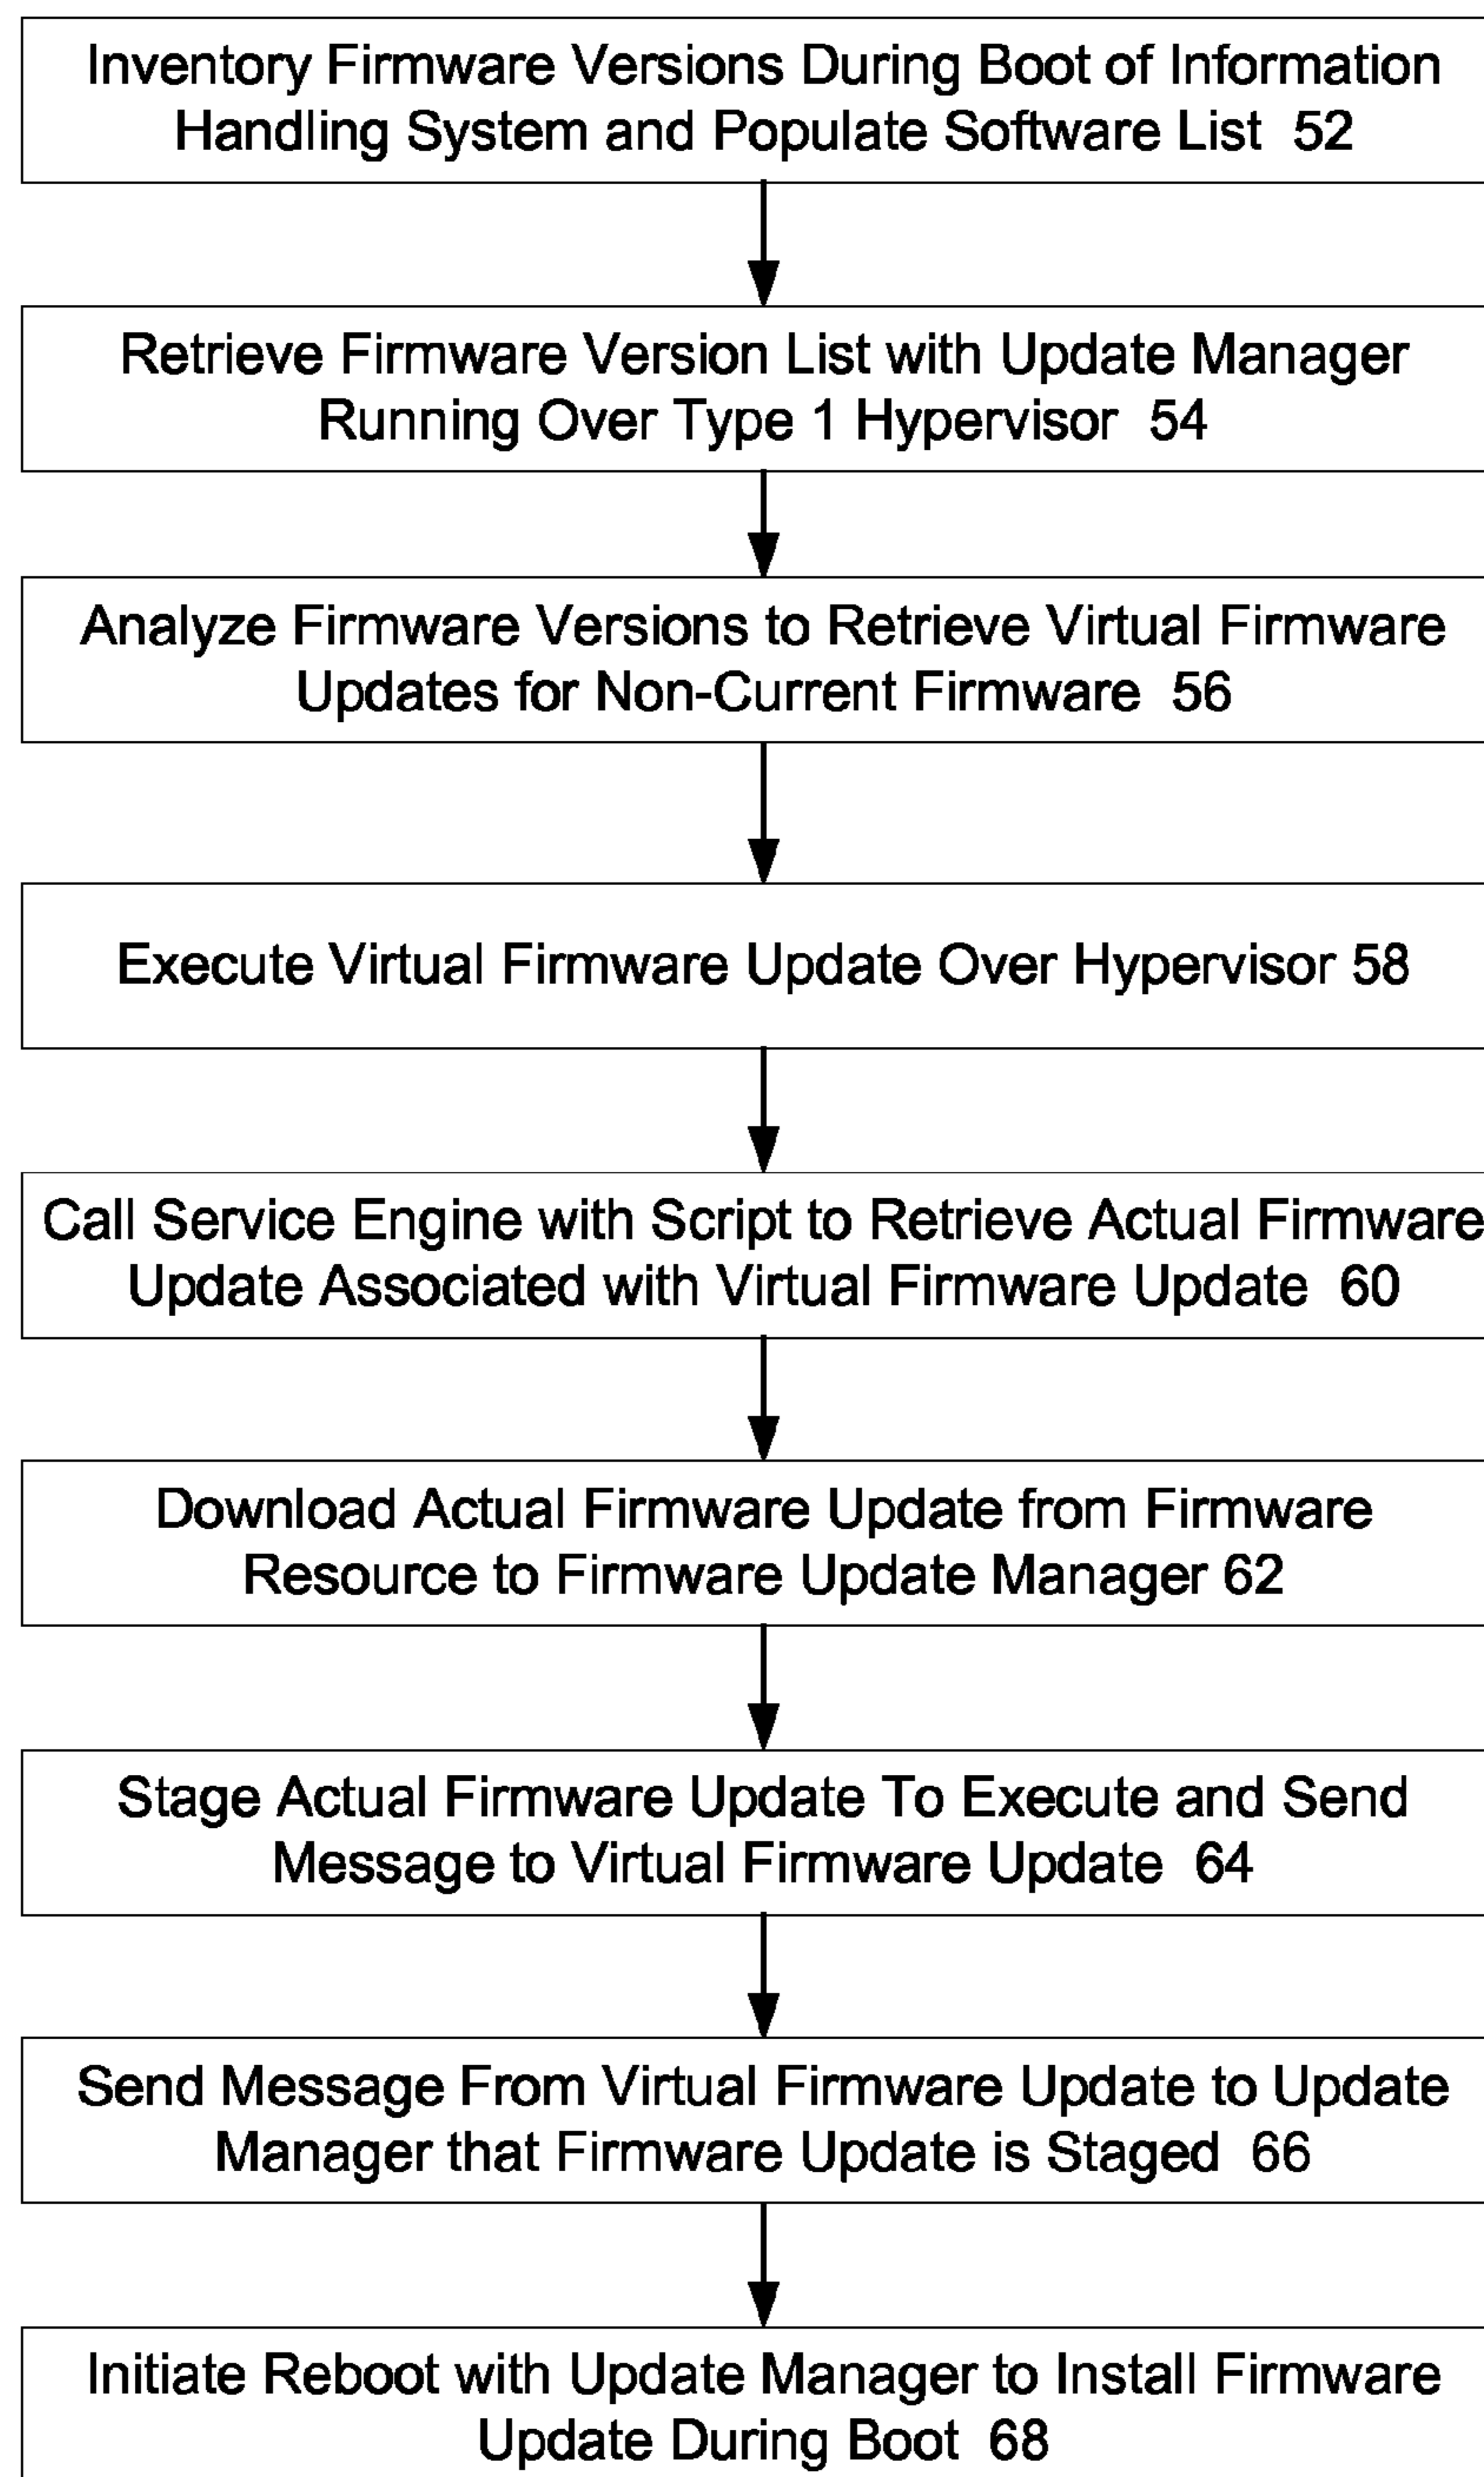 Inventory Firmware Versions During Boot of Information
Handling System and Populate Software List 52
Retrieve Firmware Version List with Update Manager
Running Over Type 1 Hypervisor 54
Analyze Firmware Versions to Retrieve Virtual Firmware
Updates for Non-Current Firmware 56
Execute Virtual Firmware Update Over Hypervisor 58
Call Service Engine with Script to Retrieve Actual Firmware
Update Associated with Virtual Firmware Update 60
Download Actual Firmware Update from Firmware
Resource to Firmware Update Manager 62
Stage Actual Firmware Update To Execute and Send
Message to Virtual Firmware Update 64
Send Message From Virtual Firmware Update to Update
Manager that Firmware Update is Staged 66
Initiate Reboot with Update Manager to Install Firmware
Update During Boot 68